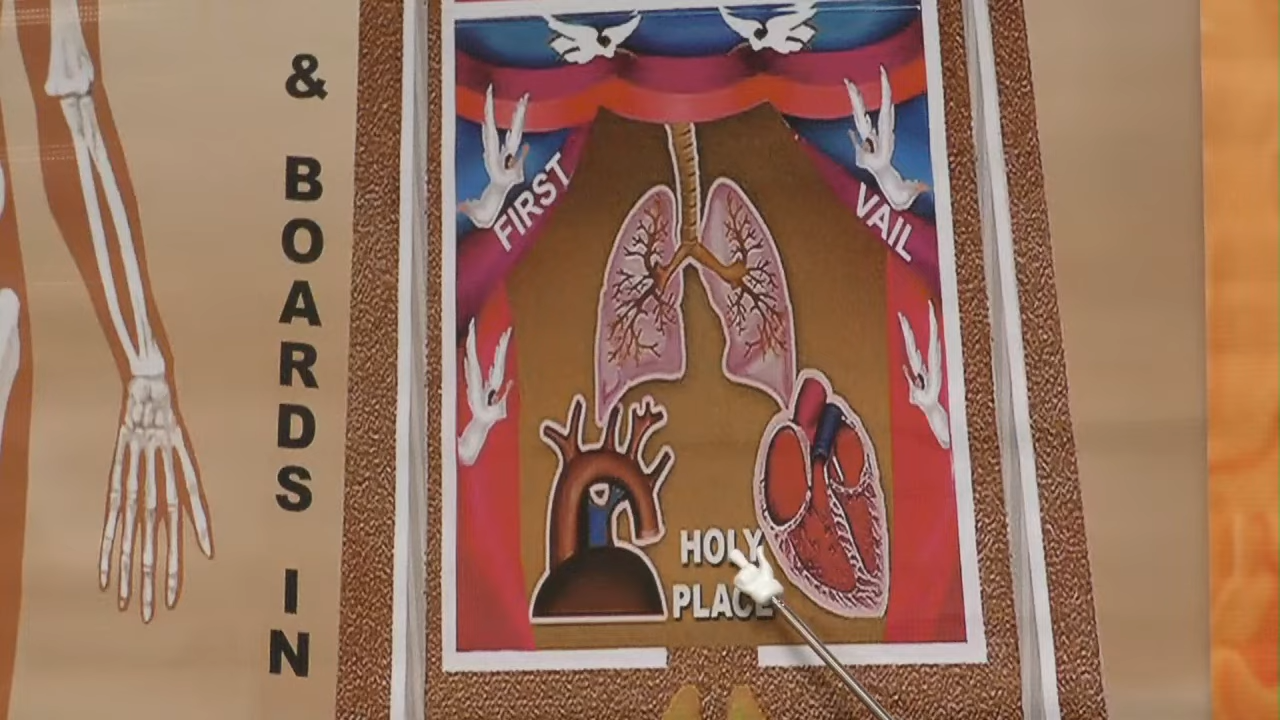 & BOARDS IN
FIRST
VAIL
HOLY
PLACE